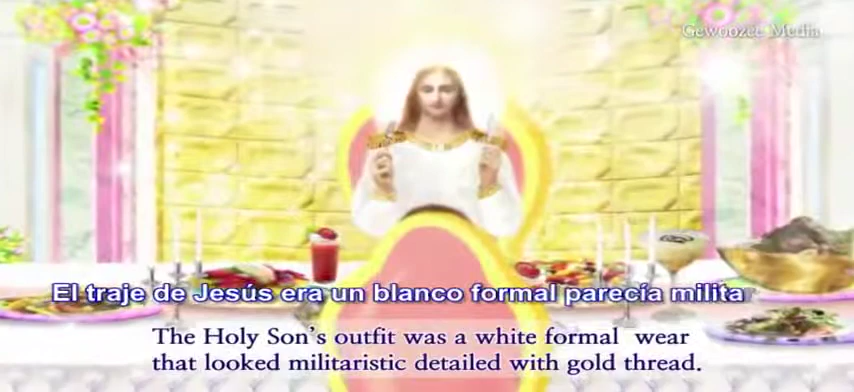 Gewoozee Media
El traje de Jesús era un blanco formal parecía milita
The Holy Son's outfit was a white formal wear
that looked militaristic detailed with gold thread.